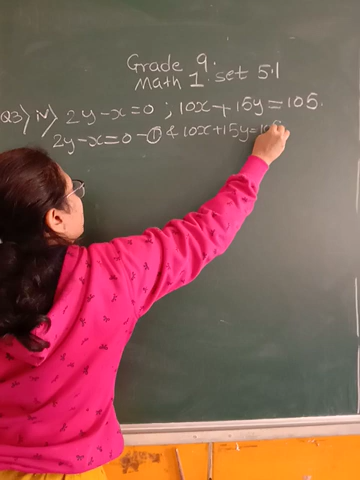 Grade 9.
Math 1. set 5.1
Q3) iv) 2y-x=0 ; 10x+15y=105.
2y-x=0 -① & 10x+15y=10